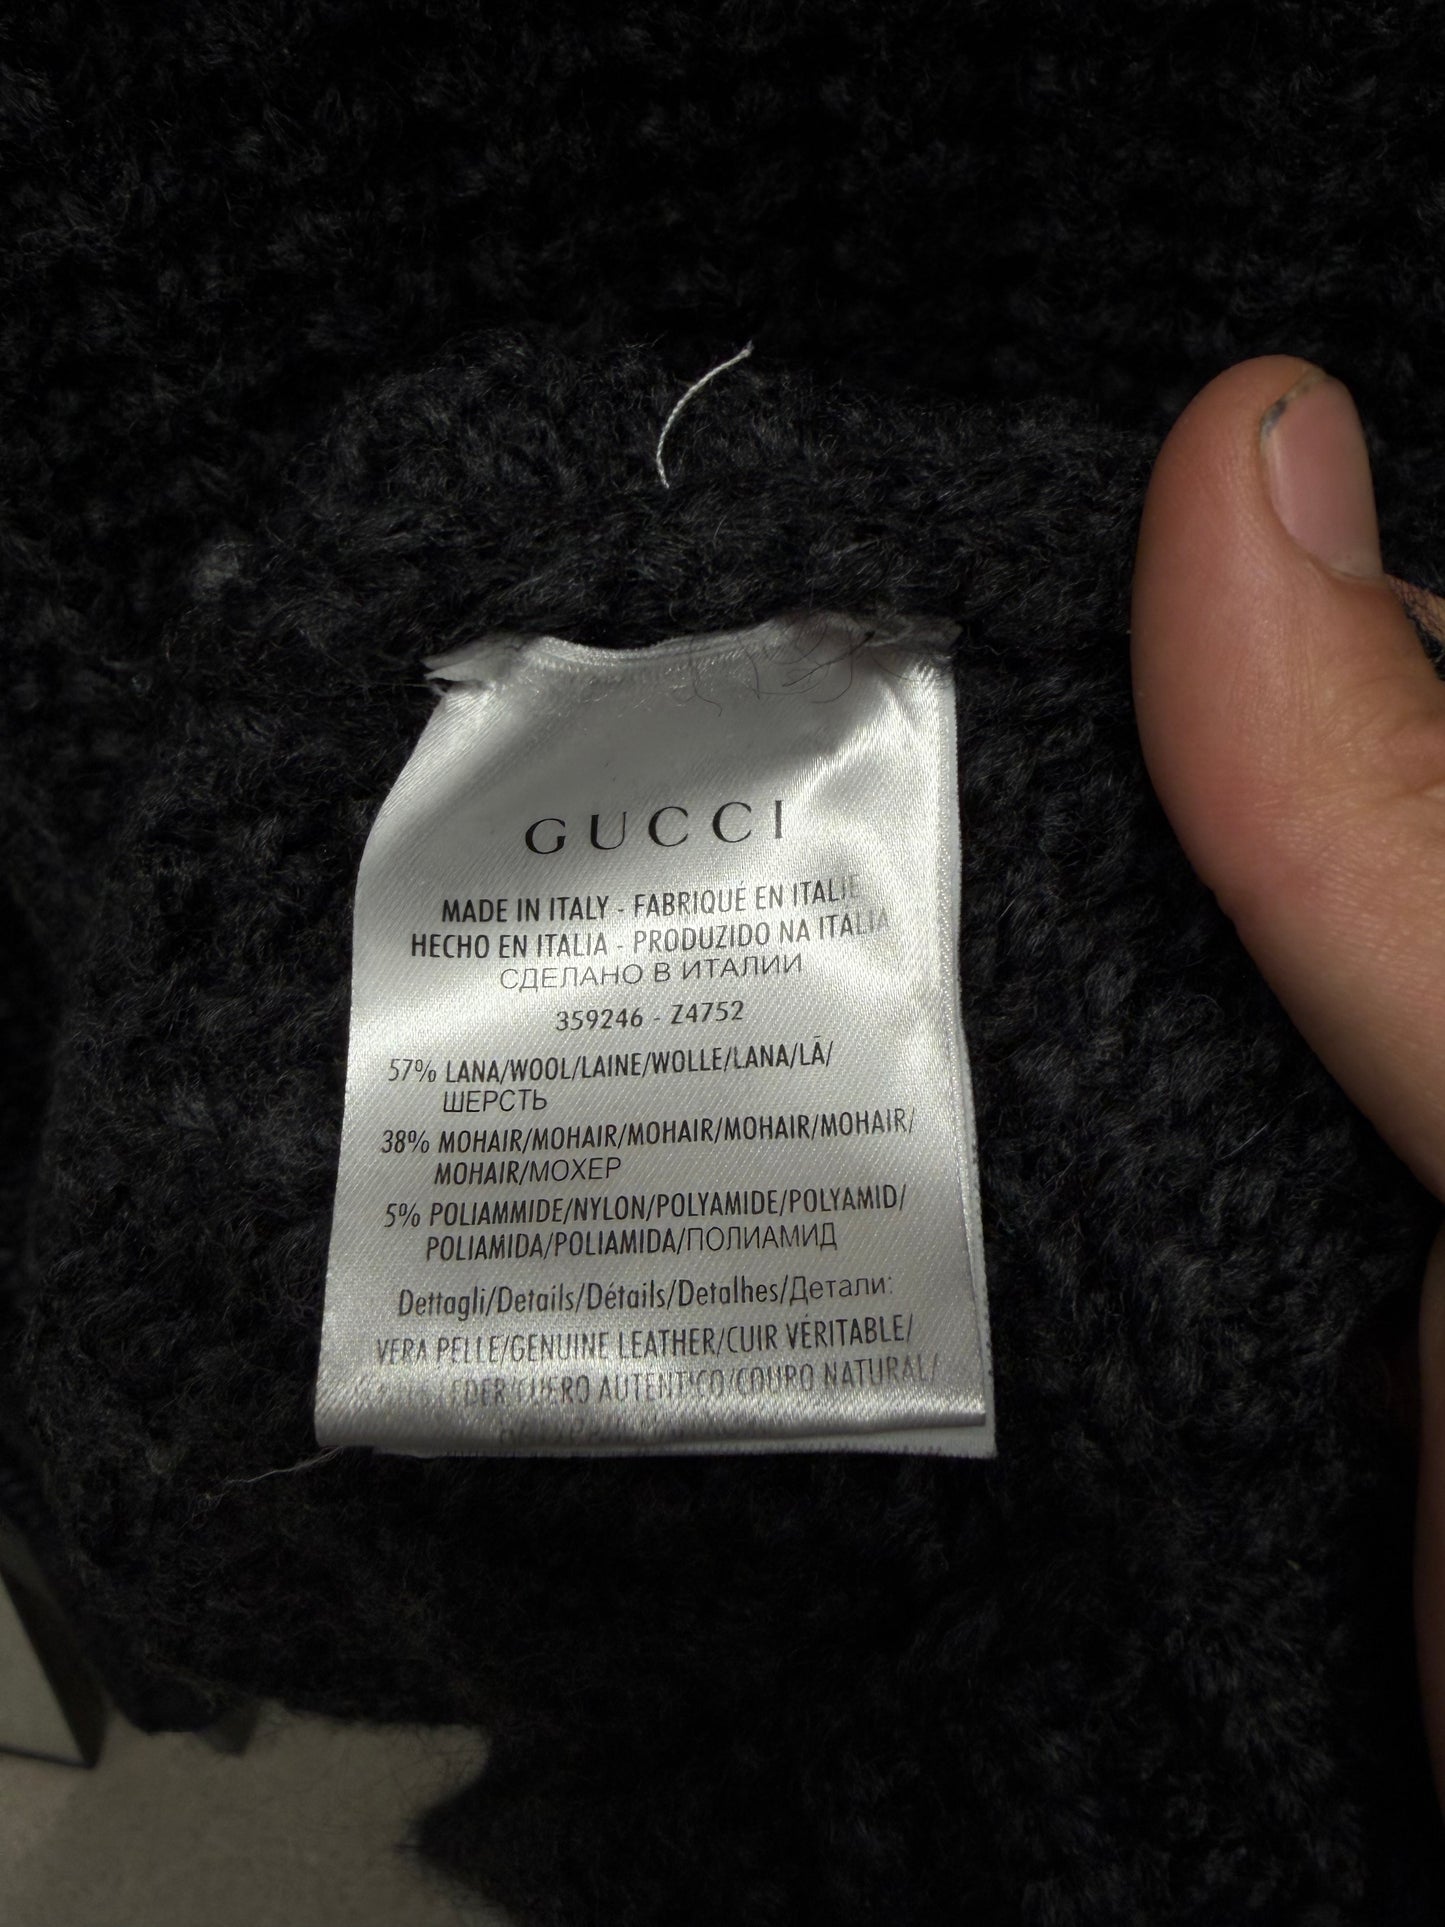 GUCCI
MADE IN ITALY - FABRIQUÉ EN ITALIE
HECHO EN ITALIA - PRODUZIDO NA ITALIA
СДЕЛАНО В ИТАЛИИ
359246 - Z4752
57% LANA/WOOL/LAINE/WOLLE/LANA/LÃ/
ШЕРСТЬ
38% MOHAIR/MOHAIR/MOHAIR/MOHAIR/MOHAIR/
MOHAIR/МОХЕР
5% POLIAMMIDE/NYLON/POLYAMIDE/POLYAMID/
POLIAMIDA/POLIAMIDA/ПОЛИАМИД
Dettagli/Details/Détails/Detalhes/Детали:
VERA PELLE/GENUINE LEATHER/CUIR VÉRITABLE/
CUERO AUTENTICO/COURO NATURAL/